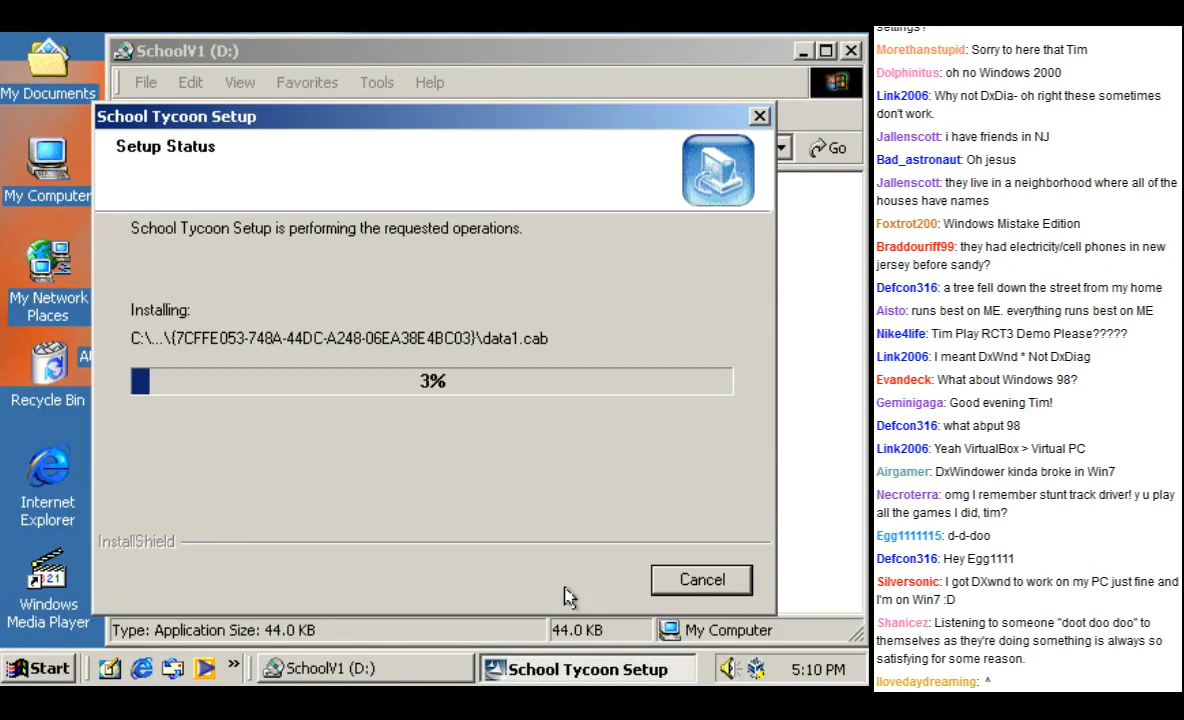 My Documents
My Computer
My Network
Places
Recycle Bin
Internet
Explorer
321
Windows
Media Player
SchoolV1 (D:)
File Edit View Favorites Tools Help
Go
School Tycoon Setup
Setup Status
School Tycoon Setup is performing the requested operations.
Installing:
C:\...\{7CFFE053-748A-44DC-A248-06EA38E4BC03}\data1.cab
3%
InstallShield
Cancel
Type: Application Size: 44.0 KB 44.0 KB My Computer
Start » SchoolV1 (D:) School Tycoon Setup 5:10 PM
settings?
Morethanstupid: Sorry to here that Tim
Dolphinitus: oh no Windows 2000
Link2006: Why not DxDia- oh right these sometimes
don't work.
Jallenscott: i have friends in NJ
Bad_astronaut: Oh jesus
Jallenscott: they live in a neighborhood where all of the
houses have names
Foxtrot200: Windows Mistake Edition
Braddouriff99: they had electricity/cell phones in new
jersey before sandy?
Defcon316: a tree fell down the street from my home
Aisto: runs best on ME. everything runs best on ME
Nike4life: Tim Play RCT3 Demo Please?????
Link2006: I meant DxWnd * Not DxDiag
Evandeck: What about Windows 98?
Geminigaga: Good evening Tim!
Defcon316: what abput 98
Link2006: Yeah VirtualBox > Virtual PC
Airgamer: DxWindower kinda broke in Win7
Necroterra: omg I remember stunt track driver! y u play
all the games I did, tim?
Egg1111115: d-d-doo
Defcon316: Hey Egg1111
Silversonic: I got DXwnd to work on my PC just fine and
I'm on Win7 :D
Shanicez: Listening to someone "doot doo doo" to
themselves as they're doing something is always so
satisfying for some reason.
Ilovedaydreaming: ^